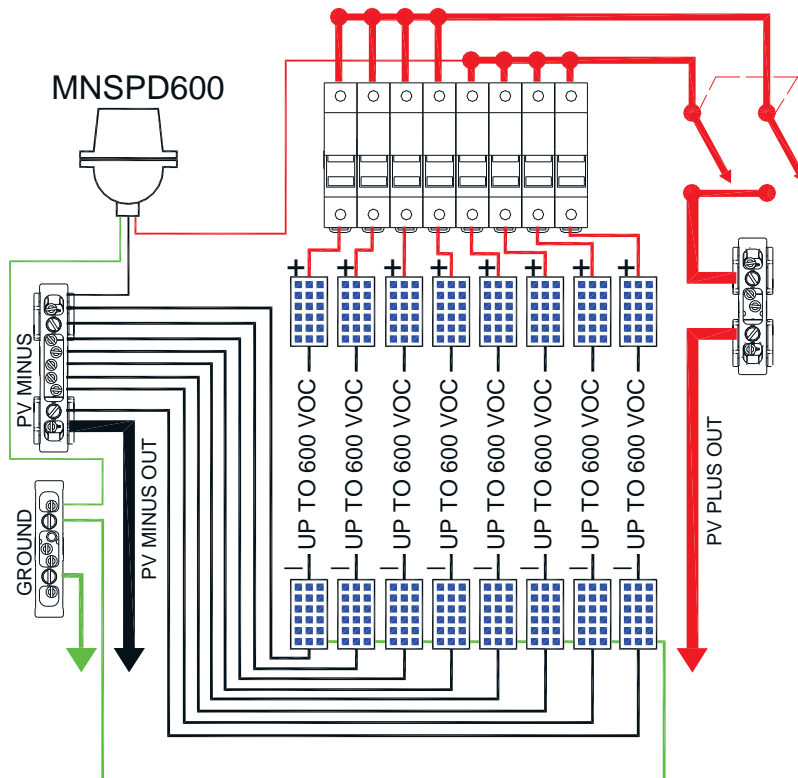 MNSPD600
+ + + + + + + +
PV MINUS
UP TO 600 VOC
UP TO 600 VOC
UP TO 600 VOC
UP TO 600 VOC
UP TO 600 VOC
UP TO 600 VOC
UP TO 600 VOC
UP TO 600 VOC
PV PLUS OUT
PV MINUS OUT
GROUND
− − − − − − − −